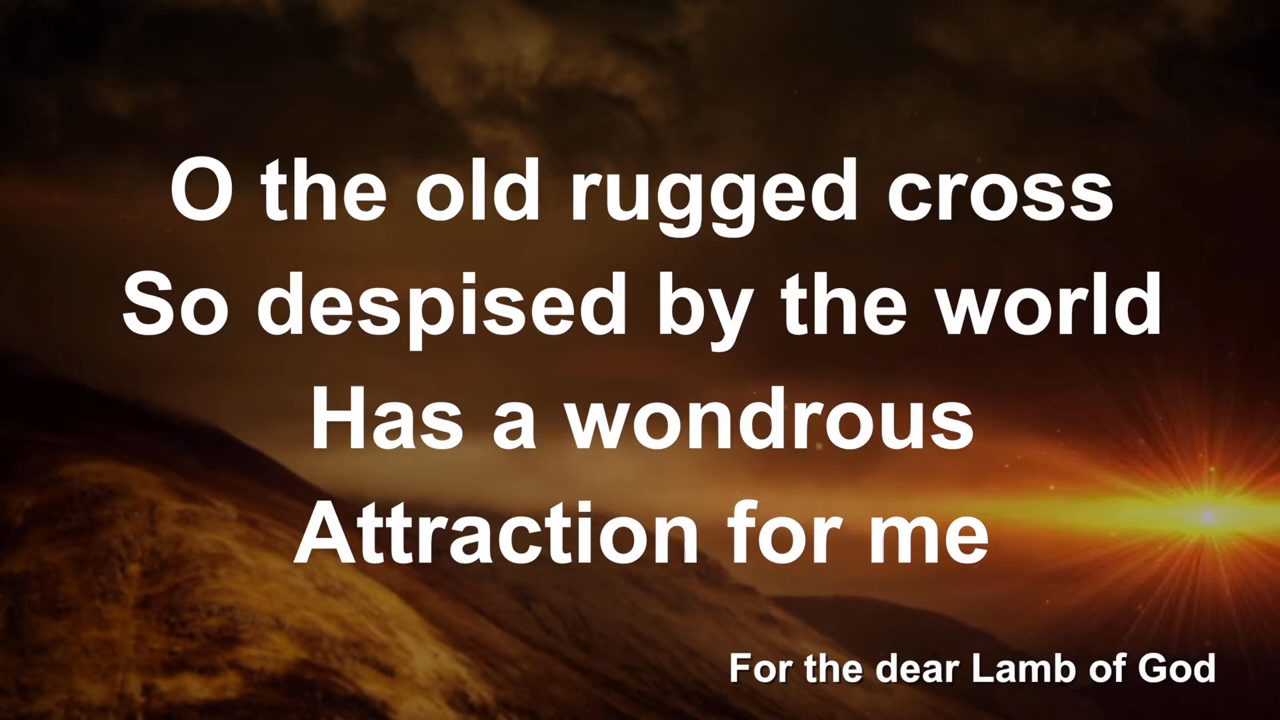 O the old rugged cross
So despised by the world
Has a wondrous
Attraction for me
For the dear Lamb of God